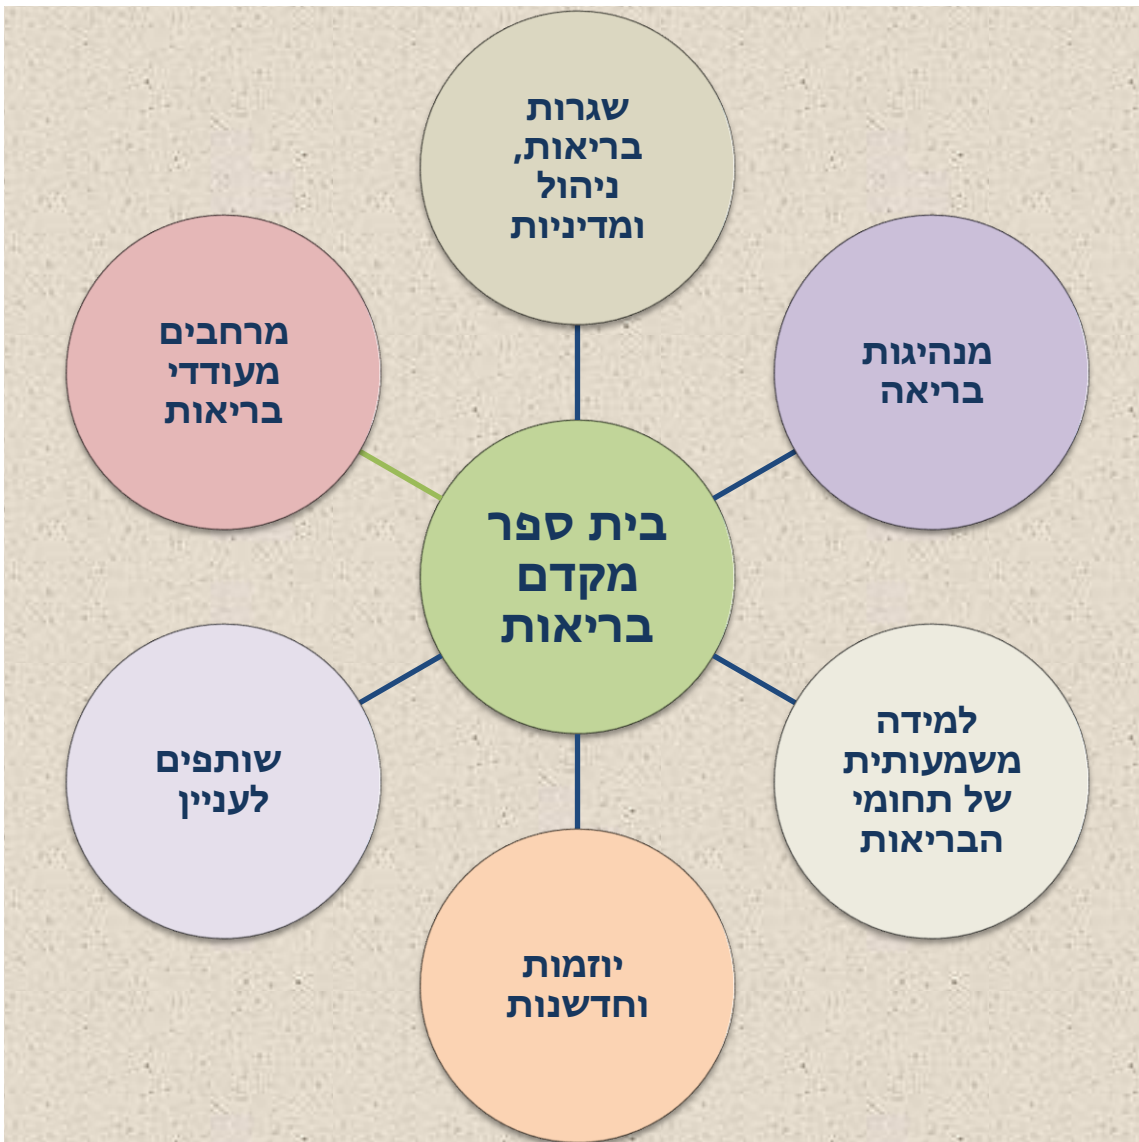 שגרות
בריאות,
ניהול
ומדיניות
מנהיגות
בריאה
למידה
משמעותית
של תחומי
הבריאות
יוזמות
וחדשנות
שותפים
לעניין
מרחבים
מעודדי
בריאות
בית ספר
מקדם
בריאות